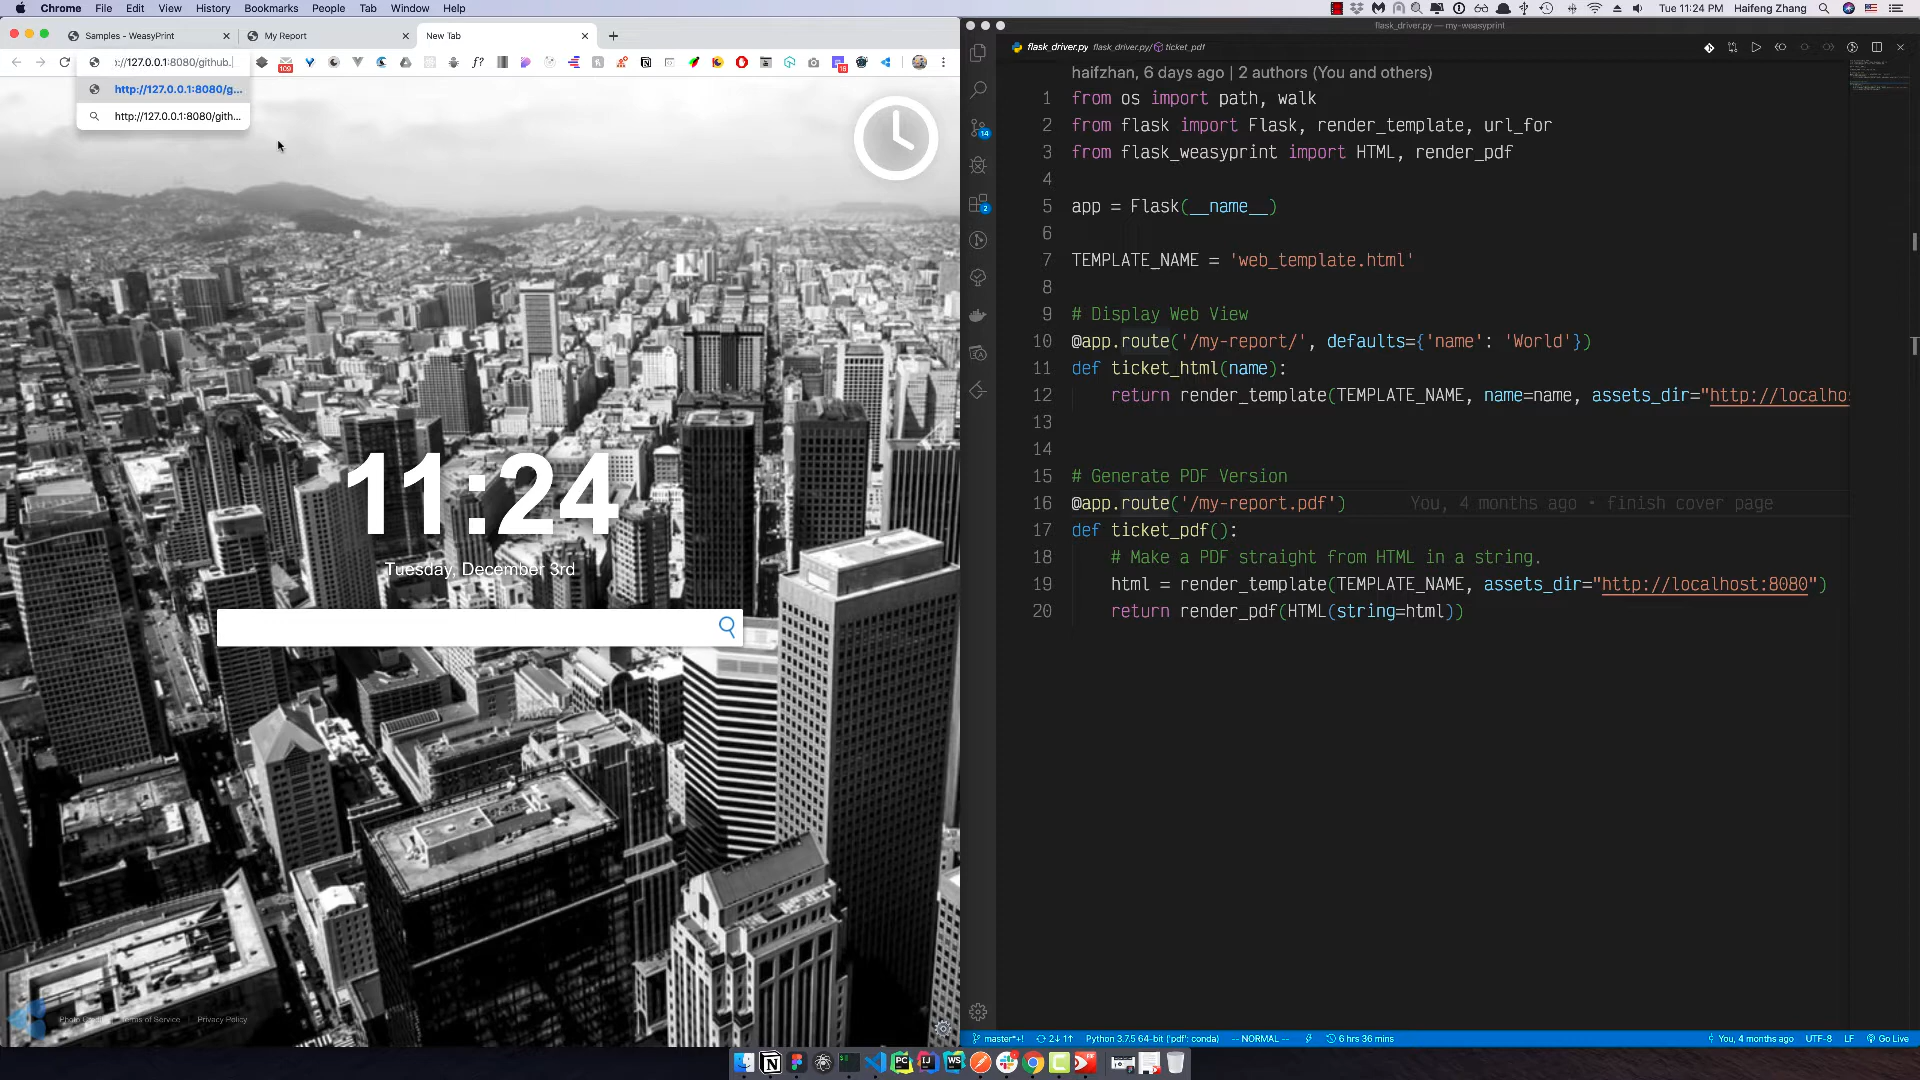 Chrome File Edit View History Bookmarks People Tab Window Help
Tue 11:24 PM Haifeng Zhang
Samples - WeasyPrint
My Report
New Tab
://127.0.0.1:8080/github.
109
f?
16
http://127.0.0.1:8080/g...
http://127.0.0.1:8080/gith...
11:24
Tuesday, December 3rd
Terms of Service
Privacy Policy
flask_driver.py — my-weasyprint
flask_driver.py flask_driver.py/ ticket_pdf
14
2
haifzhan, 6 days ago | 2 authors (You and others)
1 from os import path, walk
2 from flask import Flask, render_template, url_for
3 from flask_weasyprint import HTML, render_pdf
4
5 app = Flask(__name__)
6
7 TEMPLATE_NAME = 'web_template.html'
8
9 # Display Web View
10 @app.route('/my-report/', defaults={'name': 'World'})
11 def ticket_html(name):
12 return render_template(TEMPLATE_NAME, name=name, assets_dir="http://localhos
13
14
15 # Generate PDF Version
16 @app.route('/my-report.pdf') You, 4 months ago • finish cover page
17 def ticket_pdf():
18 # Make a PDF straight from HTML in a string.
19 html = render_template(TEMPLATE_NAME, assets_dir="http://localhost:8080")
20 return render_pdf(HTML(string=html))
master*+! 2↓ 1↑ Python 3.7.5 64-bit ('pdf': conda) -- NORMAL -- 6 hrs 36 mins
You, 4 months ago UTF-8 LF Go Live
PC
IJ
WS